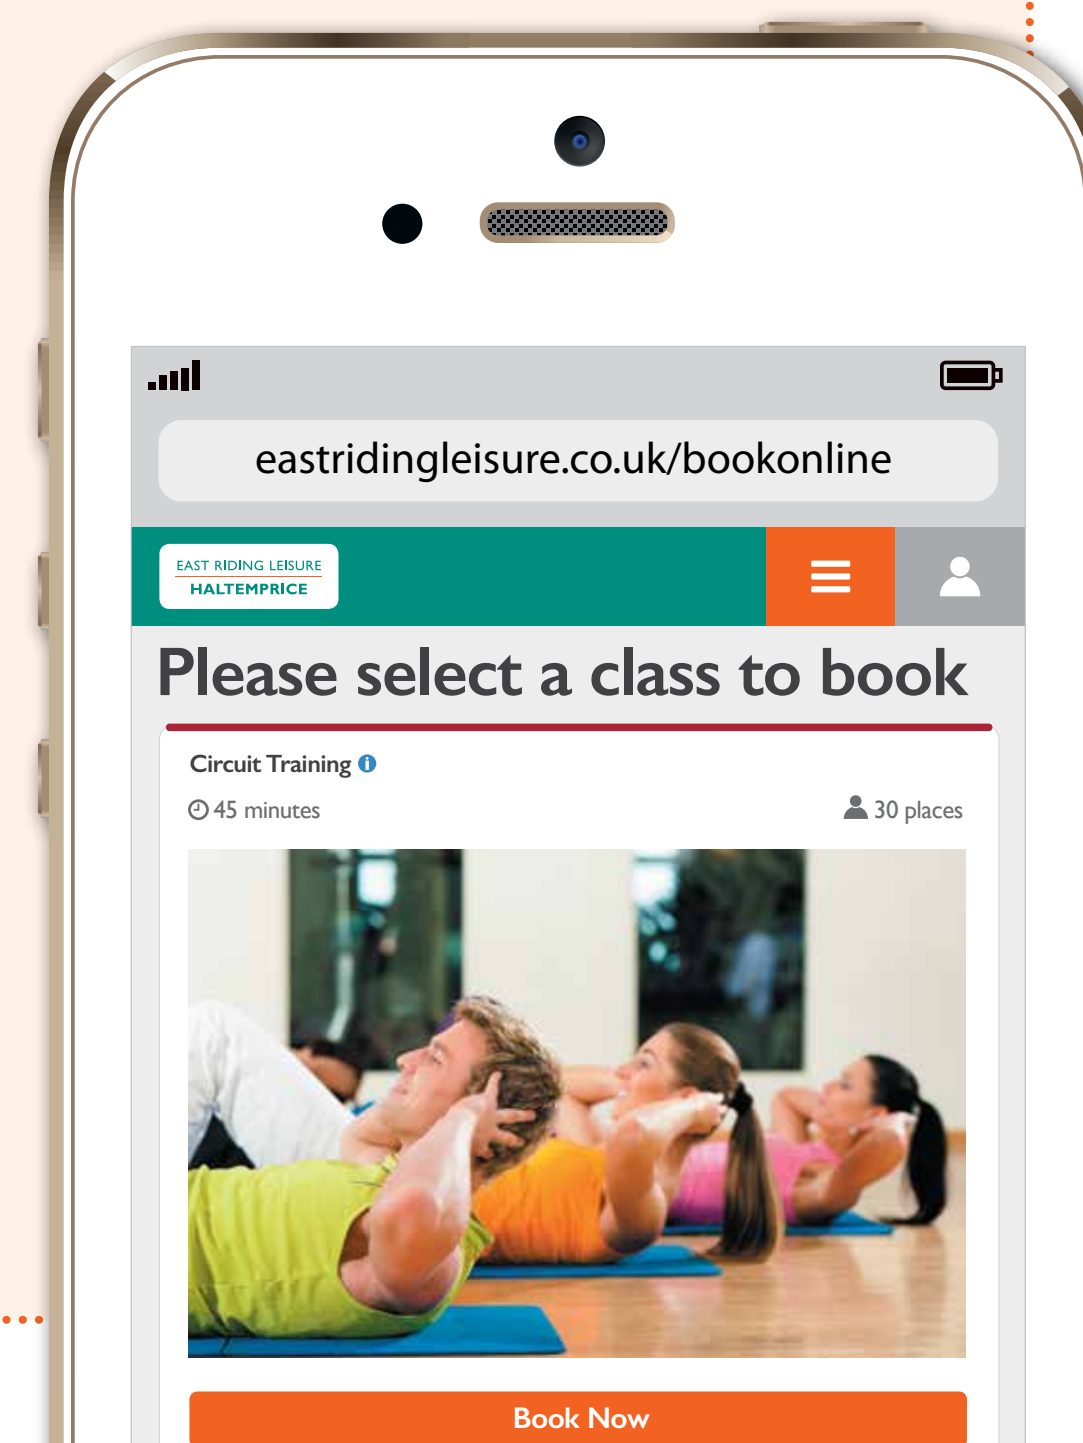 eastridingleisure.co.uk/bookonline
EAST RIDING LEISURE
HALTEMPRICE
Please select a class to book
Circuit Training
45 minutes
30 places
Book Now